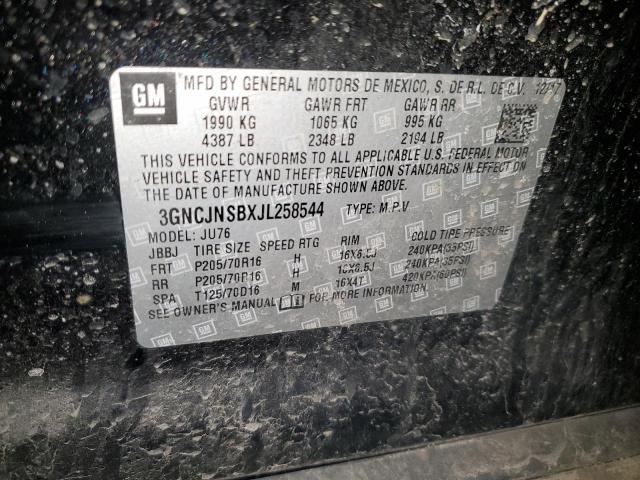 GM
MFD BY GENERAL MOTORS DE MEXICO, S. DE R.L. DE C.V. 12/17
GVWR GAWR FRT GAWR RR
1990 KG 1065 KG 995 KG
4387 LB 2348 LB 2194 LB
THIS VEHICLE CONFORMS TO ALL APPLICABLE U.S. FEDERAL MOTOR
VEHICLE SAFETY AND THEFT PREVENTION STANDARDS IN EFFECT ON
THE DATE OF MANUFACTURE SHOWN ABOVE.
3GNCJNSBXJL258544 TYPE: M.P.V
MODEL: JU76
JBBJ TIRE SIZE SPEED RTG RIM COLD TIRE PRESSURE
FRT P205/70R16 H 16X6.5J 240KPA(35PSI)
RR P205/70R16 H 16X6.5J 240KPA(35PSI)
SPA T125/70D16 M 16X4T 420KPA(60PSI)
SEE OWNER'S MANUAL FOR MORE INFORMATION.